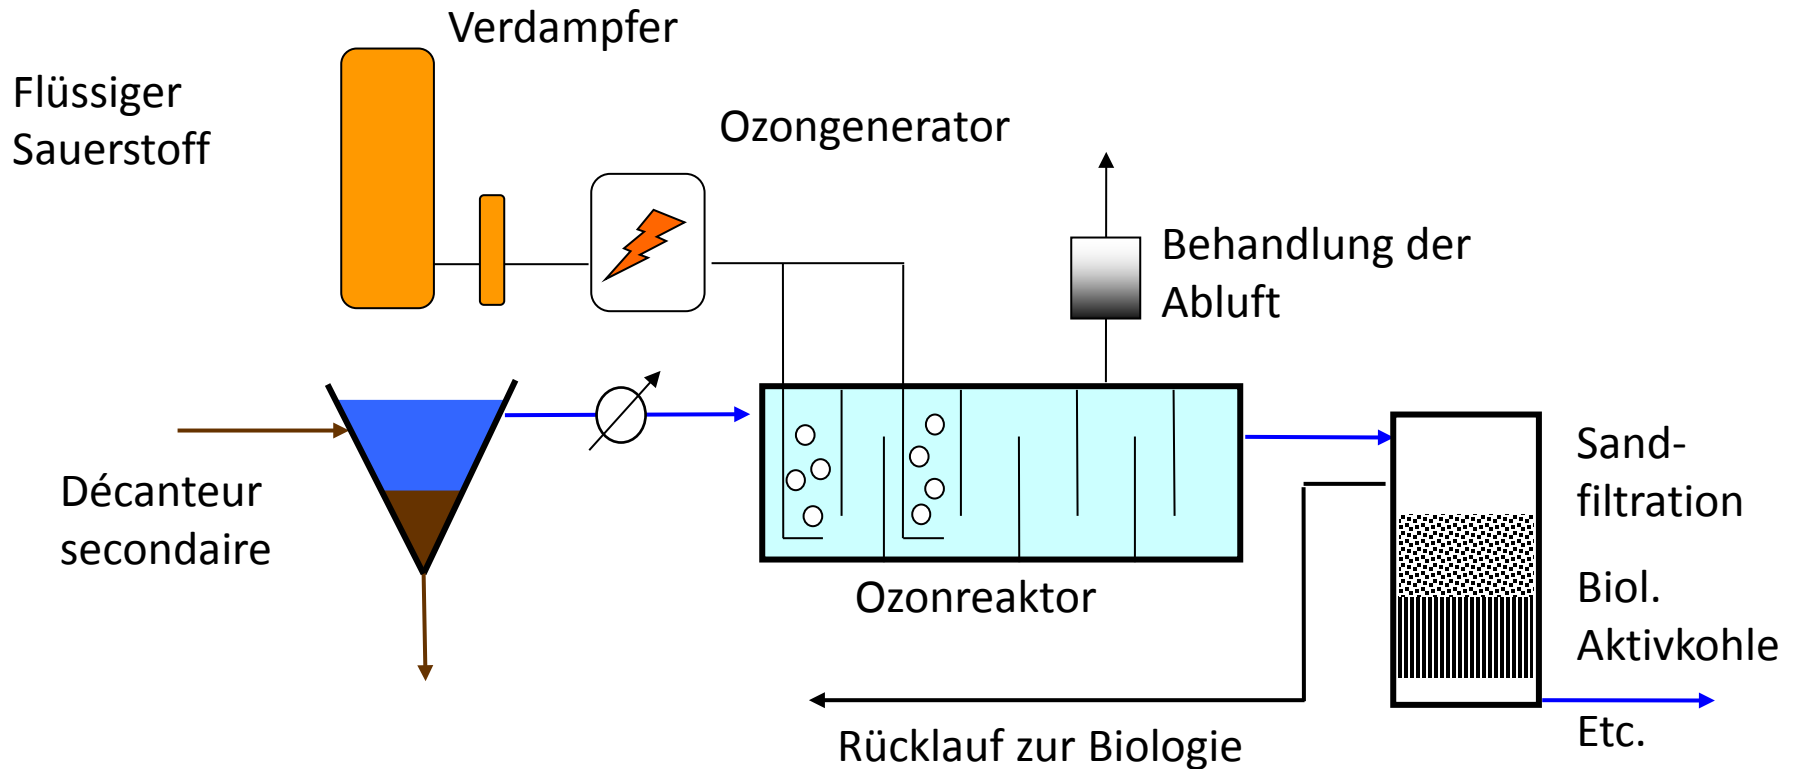 Verdampfer
Flüssiger
Sauerstoff
Ozongenerator
Behandlung der
Abluft
Décanteur
secondaire
Ozonreaktor
Sand-
filtration
Biol.
Aktivkohle
Etc.
Rücklauf zur Biologie